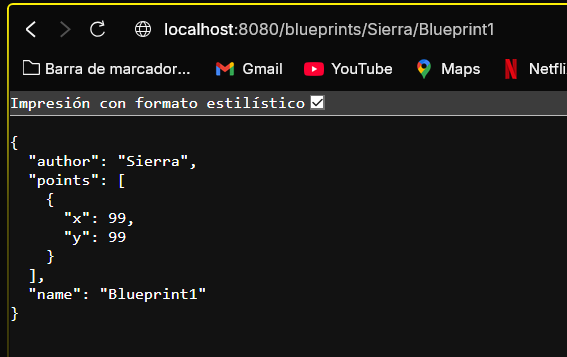 localhost:8080/blueprints/Sierra/Blueprint1
Barra de marcador... Gmail YouTube Maps Netfli
Impresión con formato estilístico
{
  "author": "Sierra",
  "points": [
    {
      "x": 99,
      "y": 99
    }
  ],
  "name": "Blueprint1"
}